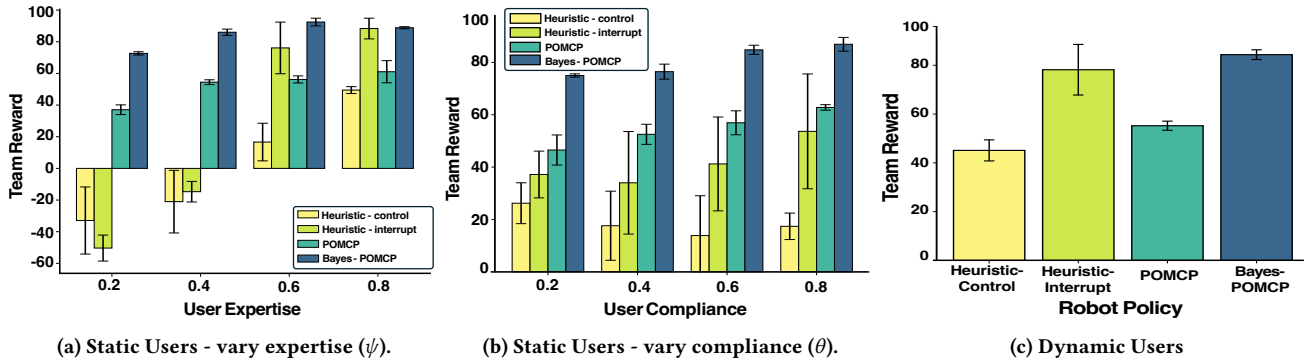 100
80
60
40
20
0
-20
-40
-60
Team Reward
Heuristic - control
Heuristic - interrupt
POMCP
Bayes - POMCP
0.2 0.4 0.6 0.8
User Expertise
(a) Static Users - vary expertise (ψ).
100
80
60
40
20
0
Team Reward
Heuristic - control
Heuristic - interrupt
POMCP
Bayes - POMCP
0.2 0.4 0.6 0.8
User Compliance
(b) Static Users - vary compliance (θ).
100
80
60
40
20
0
Team Reward
Heuristic-
Control
Heuristic-
Interrupt
POMCP
Bayes-
POMCP
Robot Policy
(c) Dynamic Users